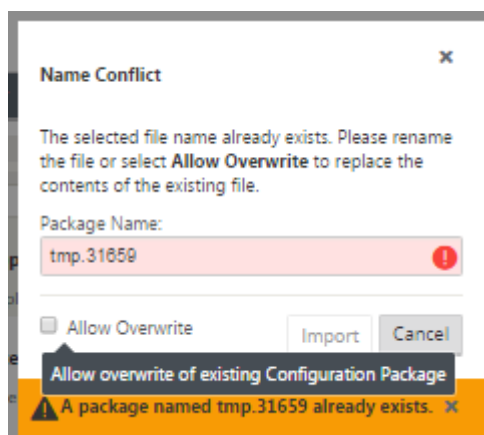 Name Conflict
The selected file name already exists. Please rename
the file or select Allow Overwrite to replace the
contents of the existing file.
Package Name:
tmp.31659
Allow Overwrite
Import
Cancel
Allow overwrite of existing Configuration Package
A package named tmp.31659 already exists.